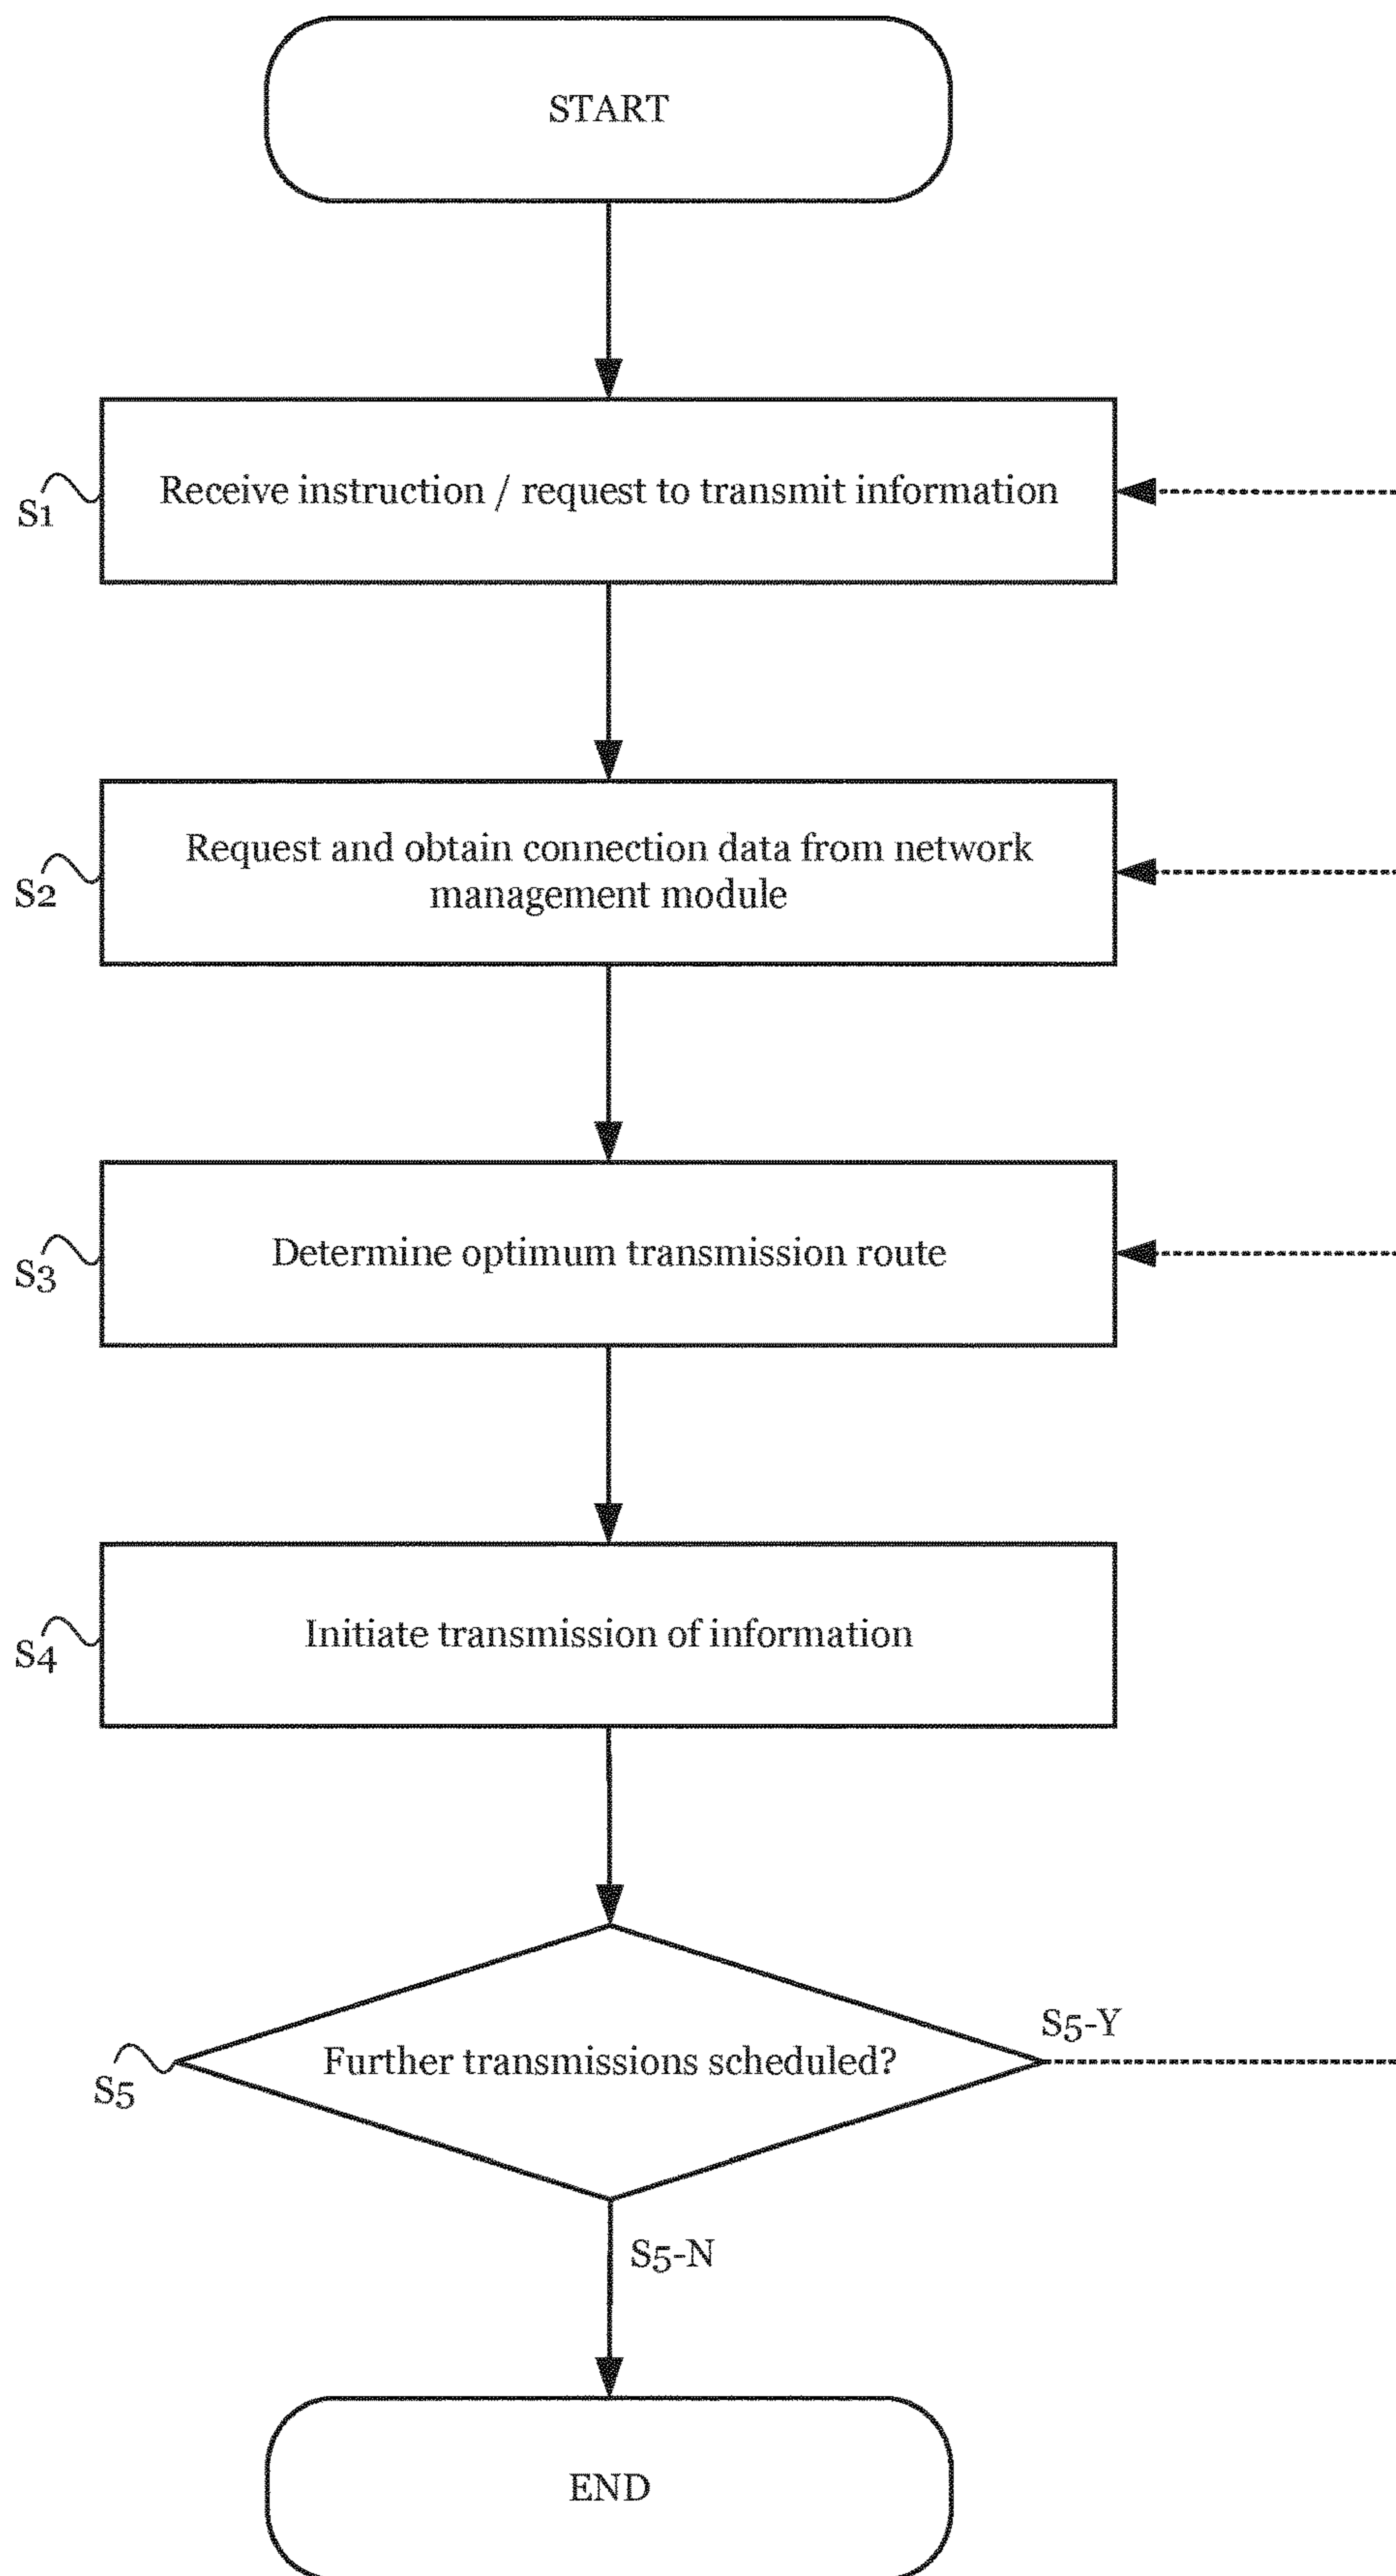 START
Receive instruction / request to transmit information
S1
Request and obtain connection data from network
management module
S2
Determine optimum transmission route
S3
Initiate transmission of information
S4
S5-Y
Further transmissions scheduled?
S5
S5-N
END